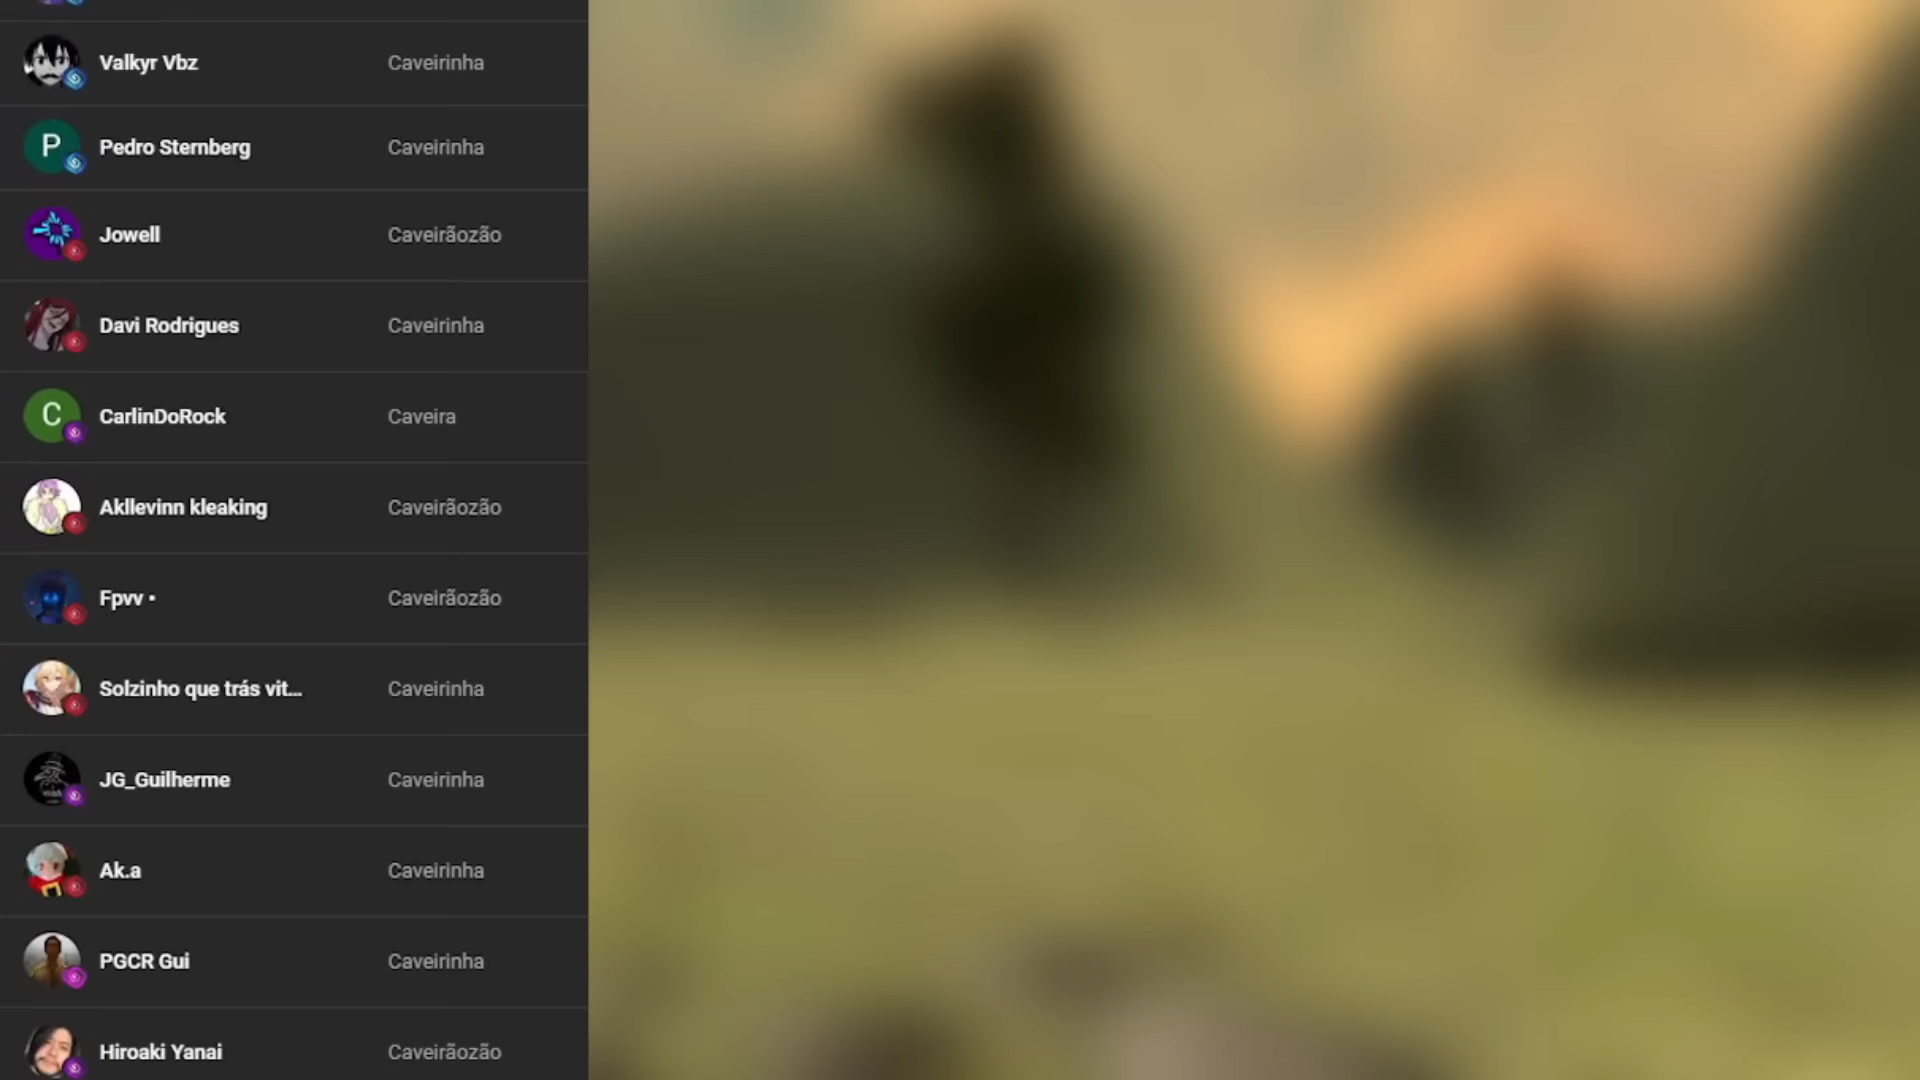 Valkyr Vbz Caveirinha
P Pedro Sternberg Caveirinha
Jowell Caveirãozão
Davi Rodrigues Caveirinha
C CarlinDoRock Caveira
Akllevinn kleaking Caveirãozão
Fpvv • Caveirãozão
Solzinho que trás vit... Caveirinha
JG_Guilherme Caveirinha
Ak.a Caveirinha
PGCR Gui Caveirinha
Hiroaki Yanai Caveirãozão